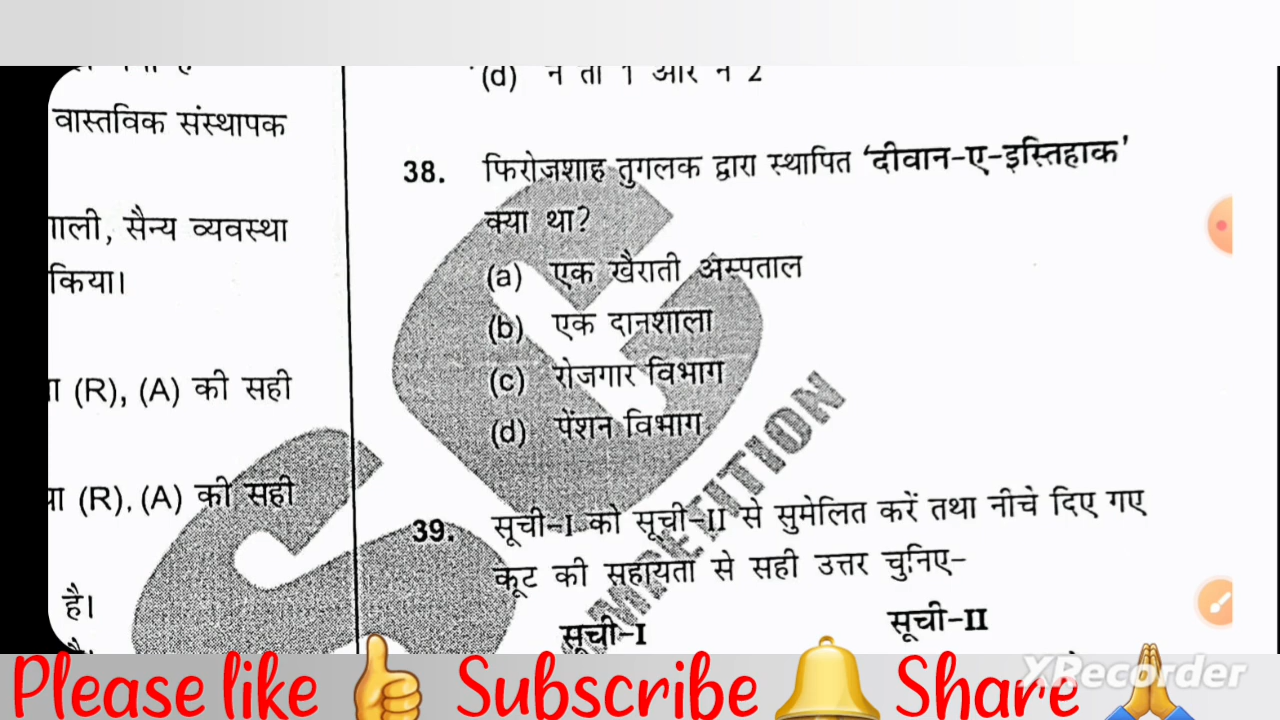 वास्तविक संस्थापक
ाली, सैन्य व्यवस्था
किया।
(R), (A) की सही
(R), (A) की सही
है।
(d) न तो 1 और न 2
38. फिरोजशाह तुगलक द्वारा स्थापित ‘दीवान-ए-इस्तिहाक’
क्या था?
(a) एक खैराती अस्पताल
(b) एक दानशाला
(c) रोजगार विभाग
(d) पेंशन विभाग
39. सूची-I को सूची-II से सुमेलित करें तथा नीचे दिए गए
कूट की सहायता से सही उत्तर चुनिए-
सूची-I सूची-II
Please like Subscribe Share
XRecorder